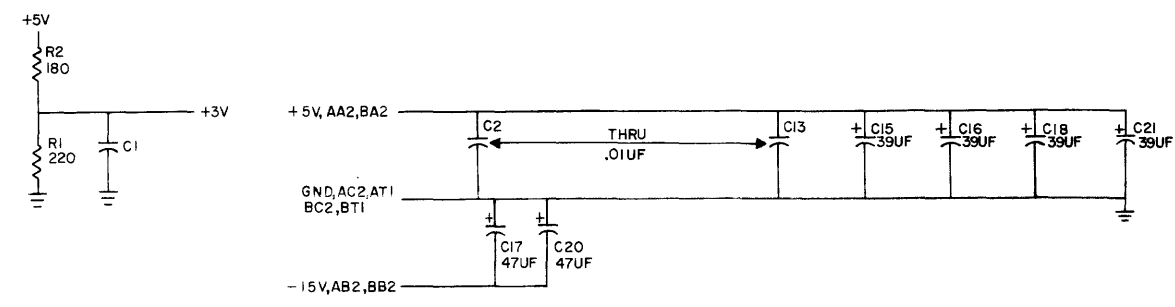 +5V
R2
180
+3V
R1
220
C1
+5V, AA2, BA2
C2
THRU
.01UF
C13
+ C15
39UF
+ C16
39UF
+ C18
39UF
+ C21
39UF
GND, AC2, AT1
BC2, BT1
+
C17
47UF
+
C20
47UF
-15V, AB2, BB2